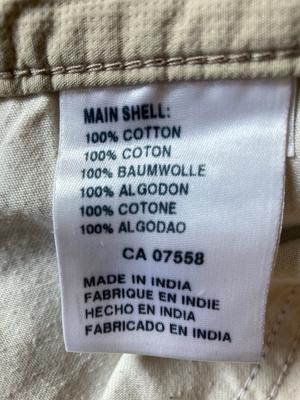 MAIN SHELL:
100% COTTON
100% COTON
100% BAUMWOLLE
100% ALGODON
100% COTONE
100% ALGODAO
CA 07558
MADE IN INDIA
FABRIQUE EN INDIE
HECHO EN INDIA
FABRICADO EN INDIA